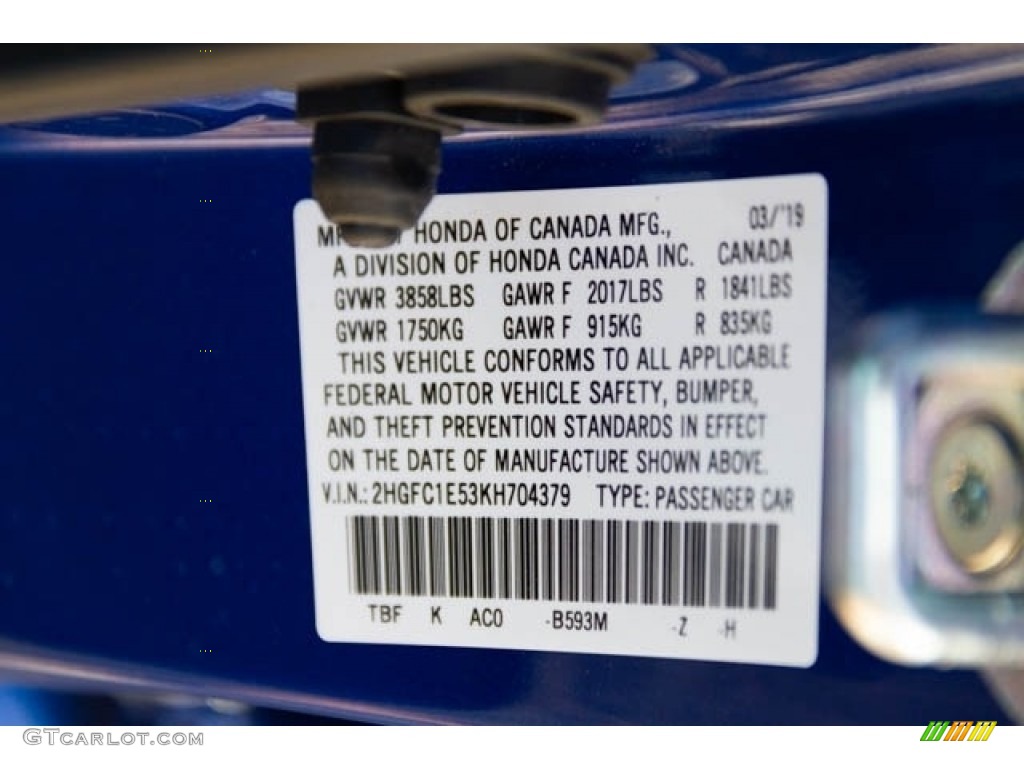 HONDA OF CANADA MFG., 03/'19
A DIVISION OF HONDA CANADA INC. CANADA
GVWR 3858LBS GAWR F 2017LBS R 1841LBS
GVWR 1750KG GAWR F 915KG R 835KG
THIS VEHICLE CONFORMS TO ALL APPLICABLE
FEDERAL MOTOR VEHICLE SAFETY, BUMPER,
AND THEFT PREVENTION STANDARDS IN EFFECT
ON THE DATE OF MANUFACTURE SHOWN ABOVE.
V.I.N.: 2HGFC1E53KH704379 TYPE: PASSENGER CAR
TBF K AC0 -B593M -Z -H
GTCARLOT.COM